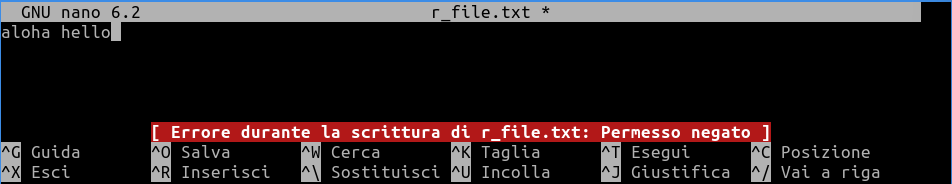 GNU nano 6.2 r_file.txt *
aloha hello
[ Errore durante la scrittura di r_file.txt: Permesso negato ]
^G Guida ^O Salva ^W Cerca ^K Taglia ^T Esegui ^C Posizione
^X Esci ^R Inserisci ^\ Sostituisci ^U Incolla ^J Giustifica ^/ Vai a riga